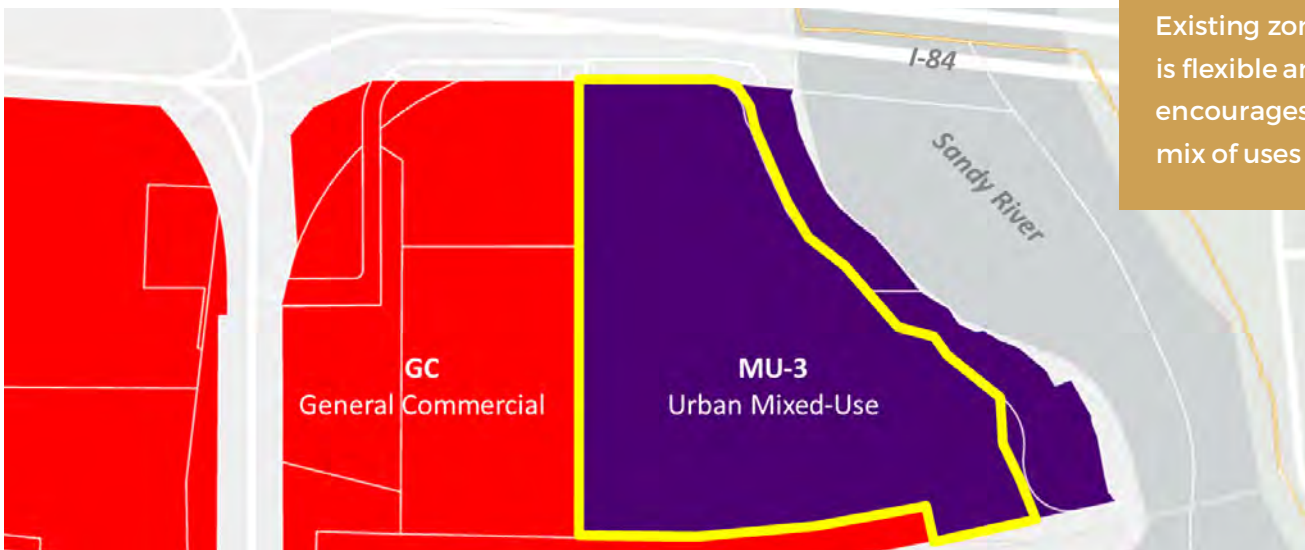 Existing
is flexible
encourages
mix of uses
I-84
Sandy River
GC
General Commercial
MU-3
Urban Mixed-Use